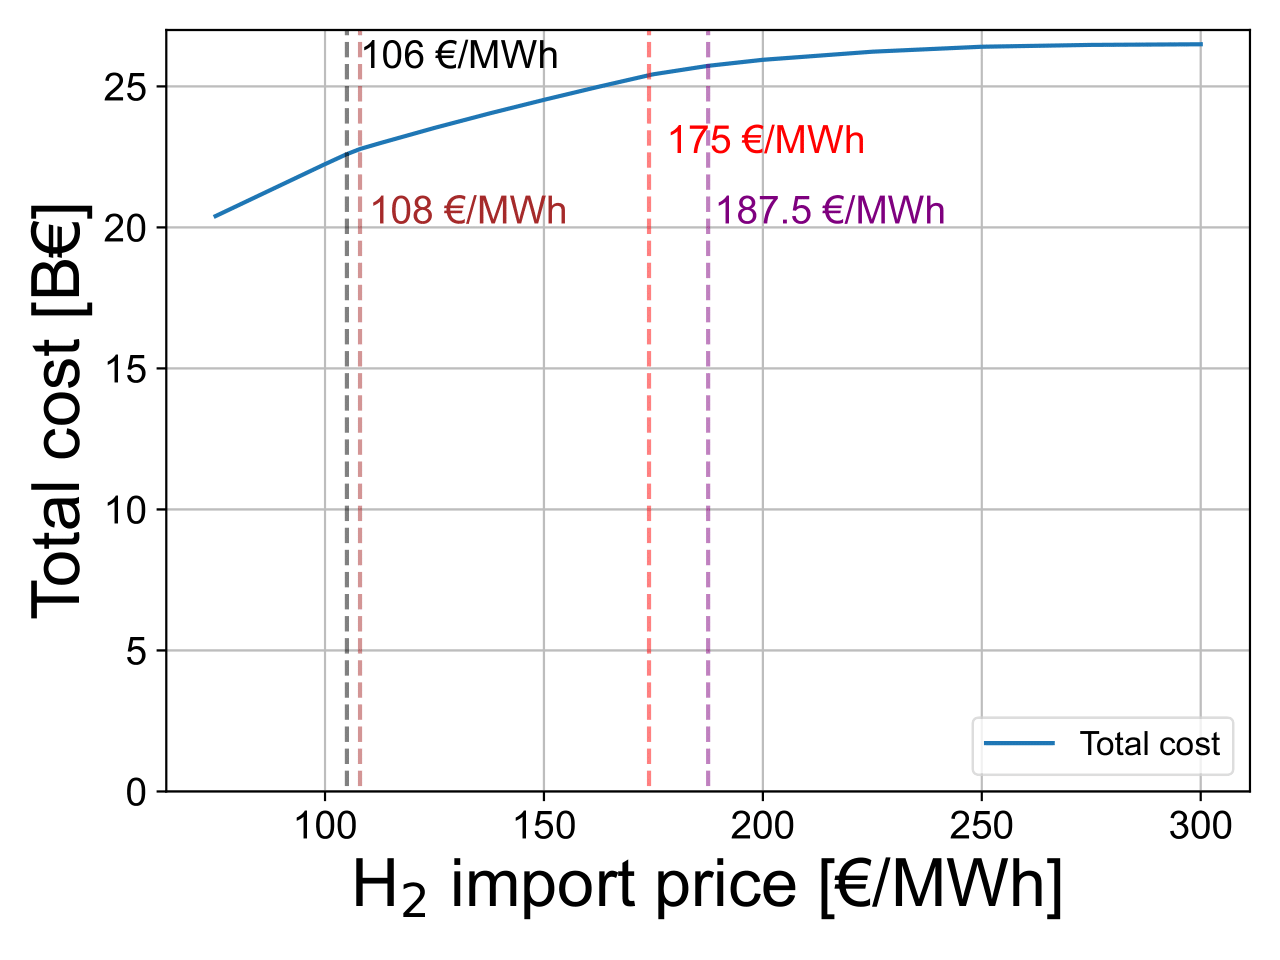 106 €/MWh
175 €/MWh
108 €/MWh
187.5 €/MWh
25
20
15
10
5
0
Total cost [B€]
Total cost
100 150 200 250 300
H₂ import price [€/MWh]